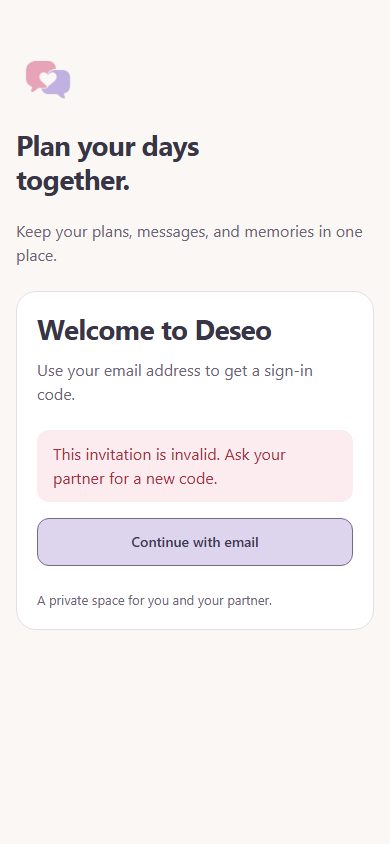 Plan your days
together.
Keep your plans, messages, and memories in one
place.
Welcome to Deseo
Use your email address to get a sign-in
code.
This invitation is invalid. Ask your
partner for a new code.
Continue with email
A private space for you and your partner.